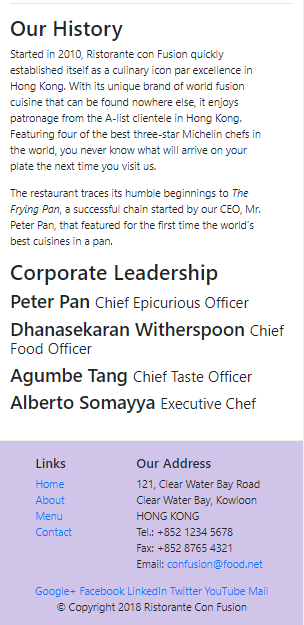 Our History
Started in 2010, Ristorante con Fusion quickly
established itself as a culinary icon par excellence in
Hong Kong. With its unique brand of world fusion
cuisine that can be found nowhere else, it enjoys
patronage from the A-list clientele in Hong Kong.
Featuring four of the best three-star Michelin chefs in
the world, you never know what will arrive on your
plate the next time you visit us.
The restaurant traces its humble beginnings to The
Frying Pan, a successful chain started by our CEO, Mr.
Peter Pan, that featured for the first time the world's
best cuisines in a pan.
Corporate Leadership
Peter Pan Chief Epicurious Officer
Dhanasekaran Witherspoon Chief
Food Officer
Agumbe Tang Chief Taste Officer
Alberto Somayya Executive Chef
Links
Home
About
Menu
Contact
Our Address
121, Clear Water Bay Road
Clear Water Bay, Kowloon
HONG KONG
Tel.: +852 1234 5678
Fax: +852 8765 4321
Email: confusion@food.net
Google+ Facebook LinkedIn Twitter YouTube Mail
© Copyright 2018 Ristorante Con Fusion